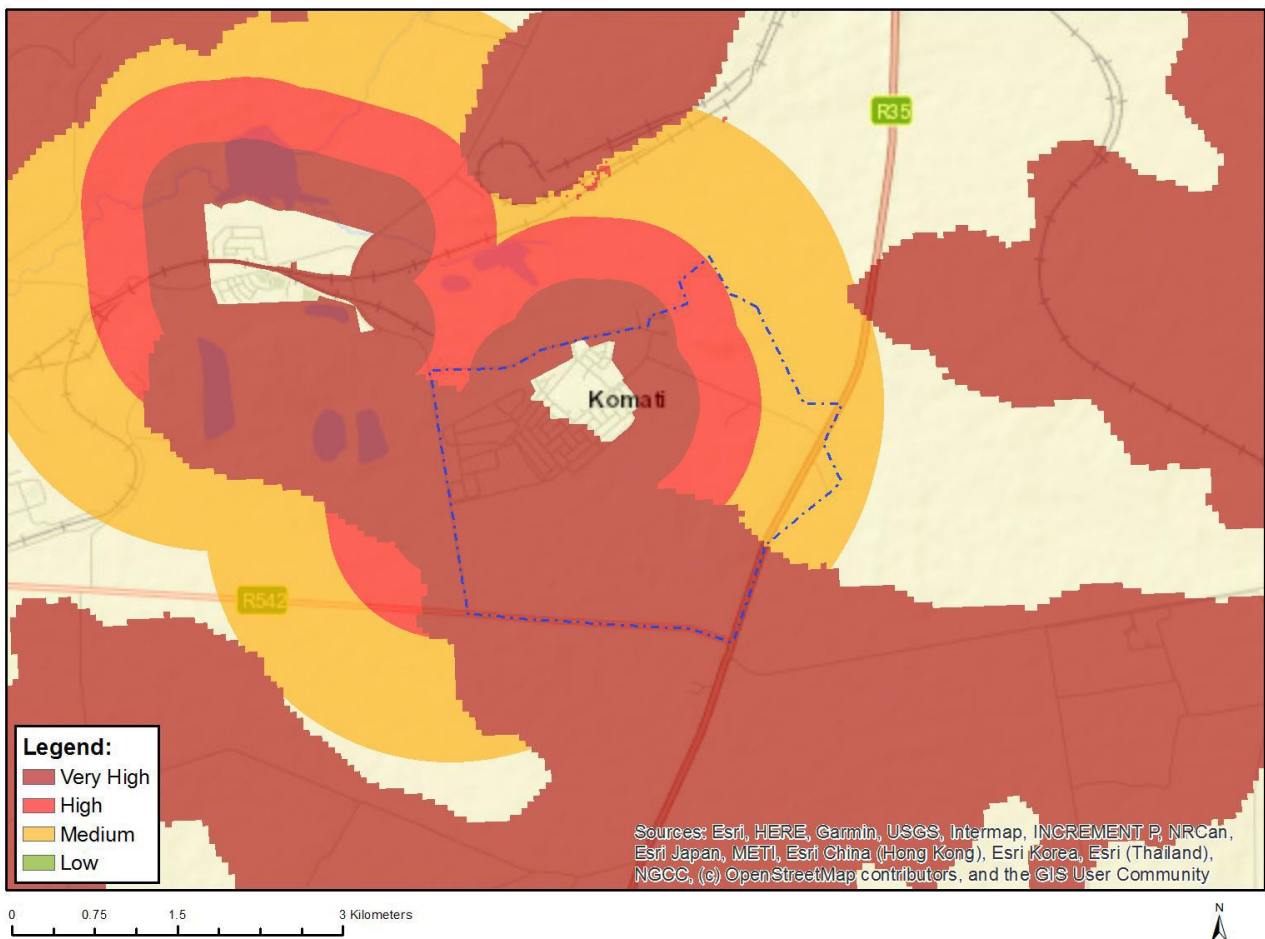 R35
Komati
R542
Legend:
Very High
High
Medium
Low
Sources: Esri, HERE, Garmin, USGS, Intermap, INCREMENT P, NRCan,
Esri Japan, METI, Esri China (Hong Kong), Esri Korea, Esri (Thailand),
NGCC, (c) OpenStreetMap contributors, and the GIS User Community
0 0.75 1.5 3 Kilometers
N